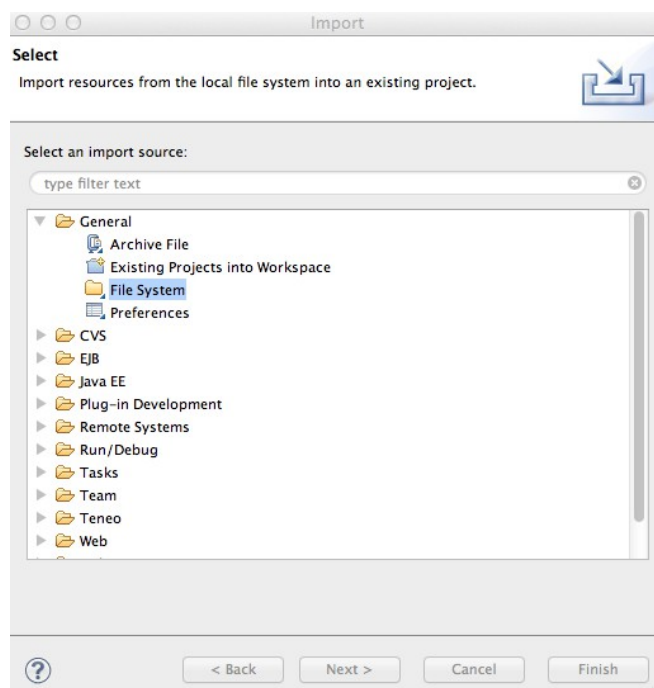 Import
Select
Import resources from the local file system into an existing project.
Select an import source:
type filter text
General
Archive File
Existing Projects into Workspace
File System
Preferences
CVS
EJB
Java EE
Plug-in Development
Remote Systems
Run/Debug
Tasks
Team
Teneo
Web
? < Back Next > Cancel Finish